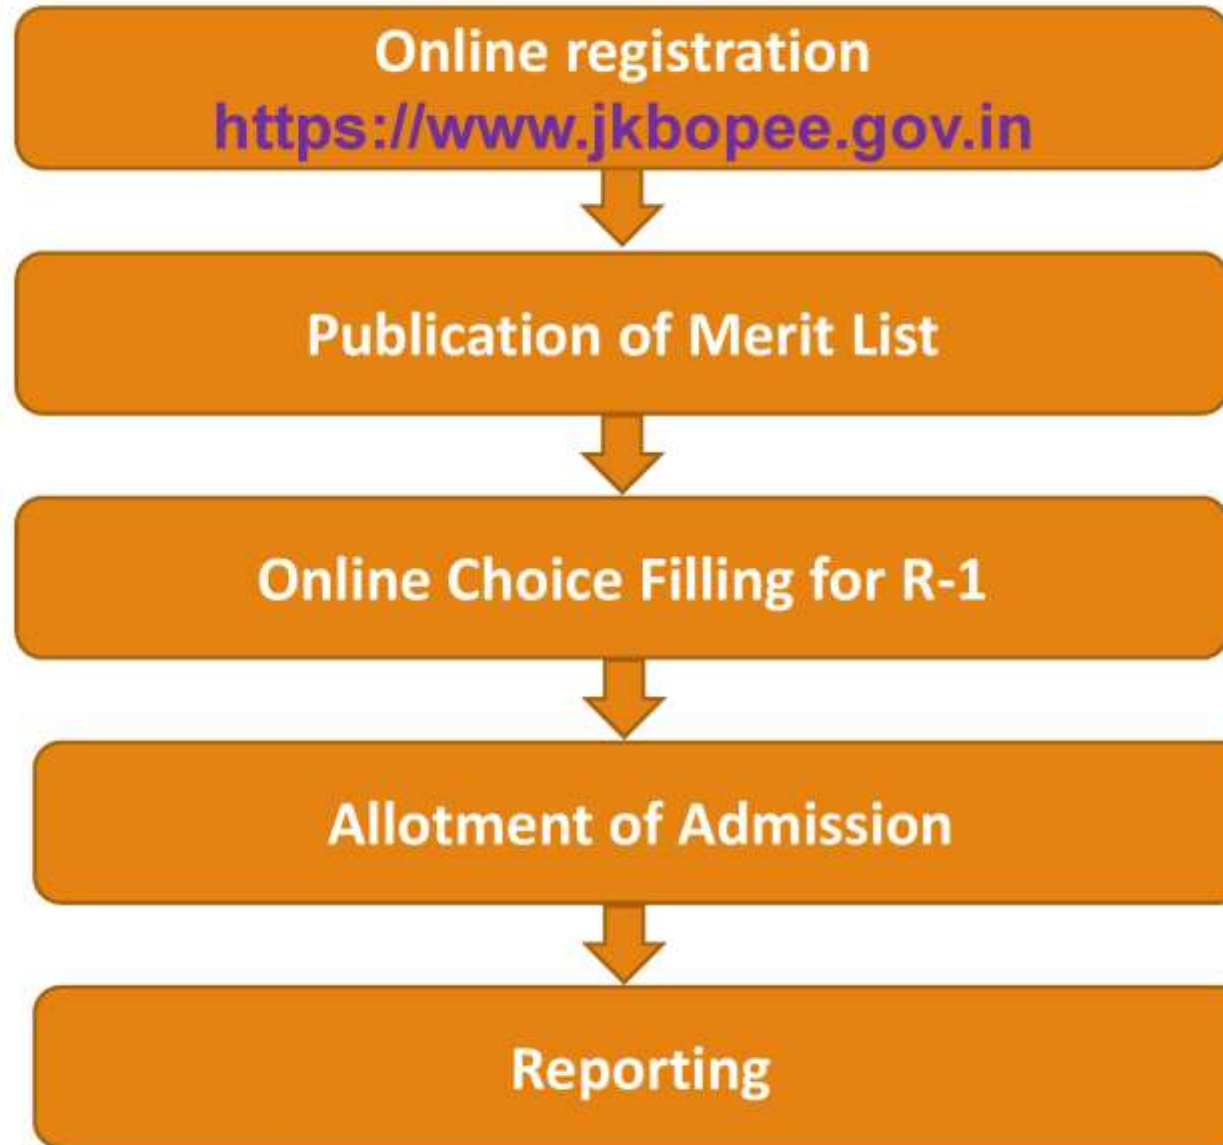 Online registration
https://www.jkbopee.gov.in
Publication of Merit List
Online Choice Filling for R-1
Allotment of Admission
Reporting